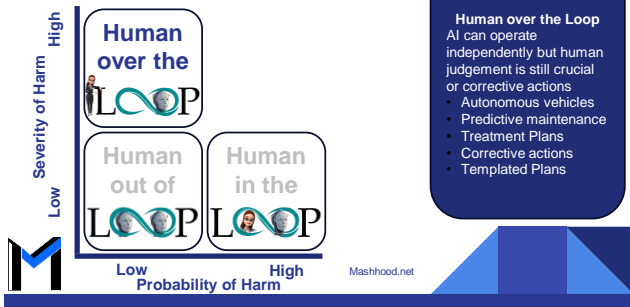 High
Severity of Harm
Low
Human
over the
LOOP
Human
out of
LOOP
Human
in the
LOOP
Low
High
Probability of Harm
Mashhood.net
Human over the Loop
AI can operate
independently but human
judgement is still crucial
or corrective actions
• Autonomous vehicles
• Predictive maintenance
• Treatment Plans
• Corrective actions
• Templated Plans